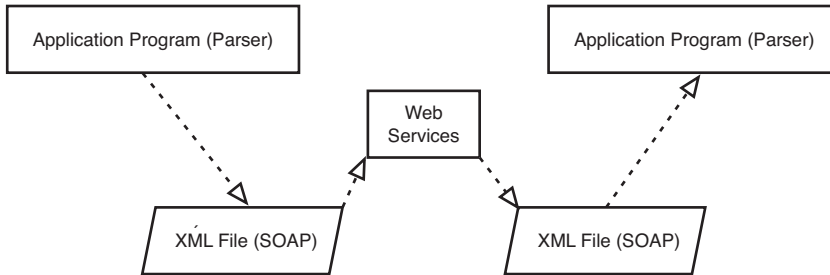 Application Program (Parser)
Application Program (Parser)
Web
Services
XML File (SOAP)
XML File (SOAP)